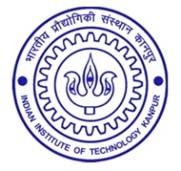 भारतीय प्रौद्योगिकी संस्थान कानपुर
INDIAN INSTITUTE OF TECHNOLOGY KANPUR